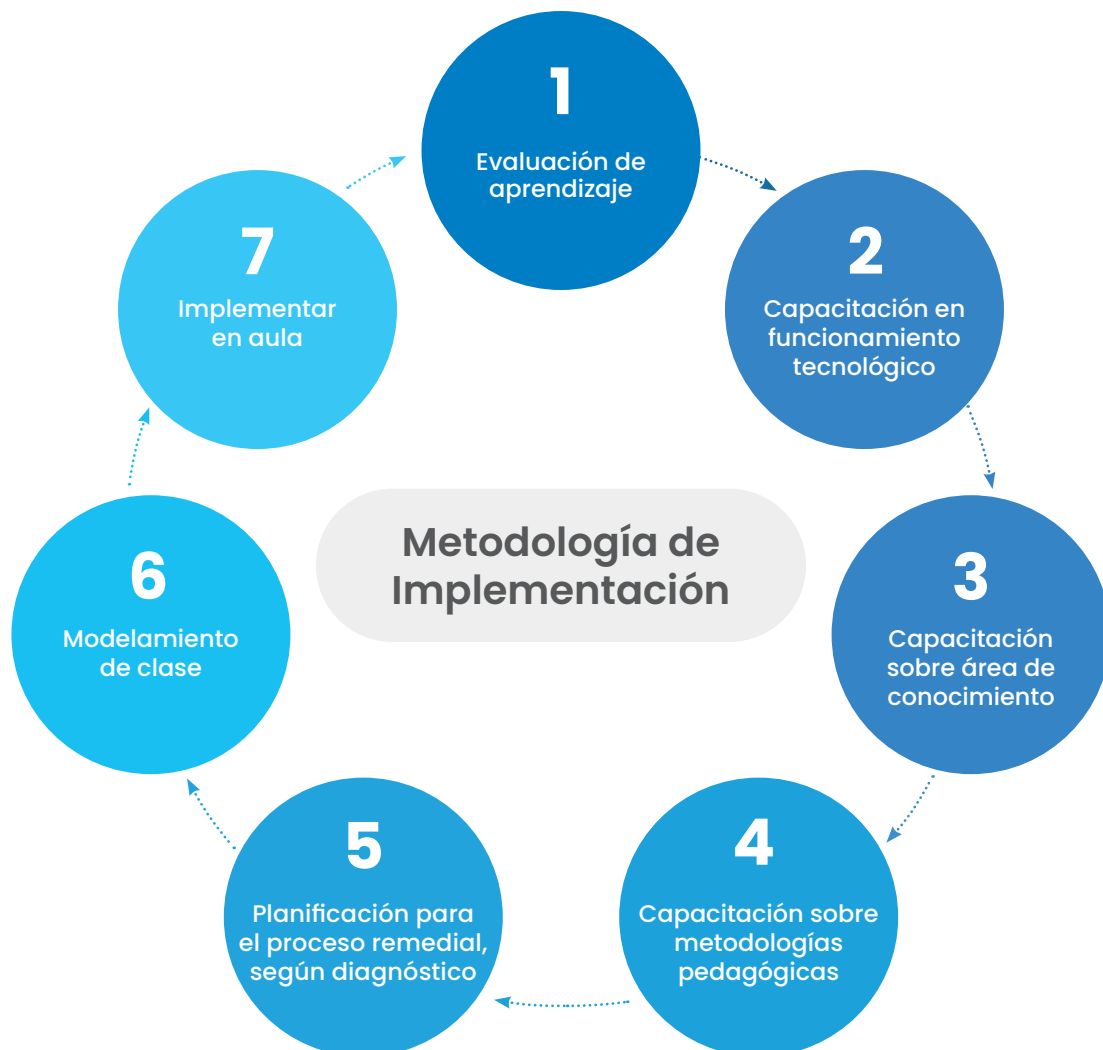 1
Evaluación de
aprendizaje
2
Capacitación en
funcionamiento
tecnológico
3
Capacitación
sobre área de
conocimiento
4
Capacitación sobre
metodologías
pedagógicas
5
Planificación para
el proceso remedial,
según diagnóstico
6
Modelamiento
de clase
7
Implementar
en aula
Metodología de
Implementación